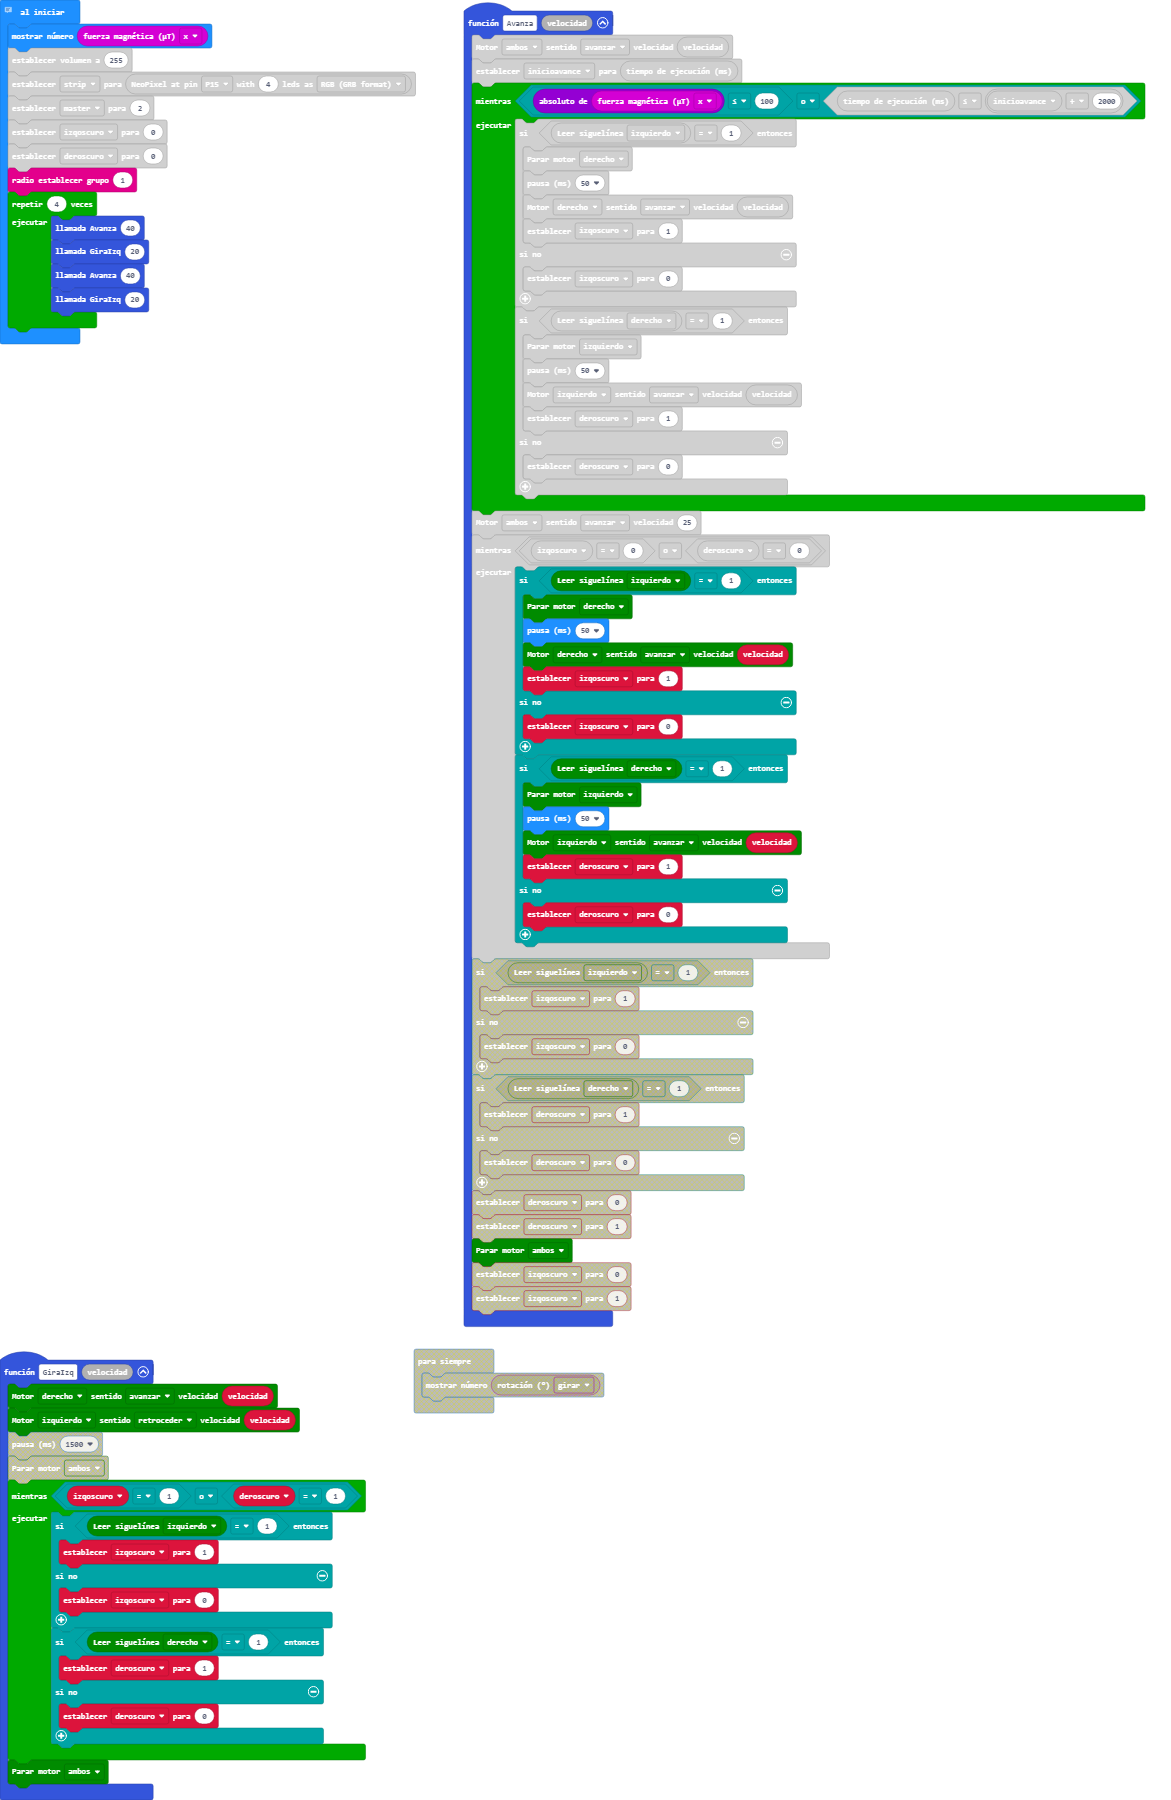 al iniciar
mostrar número fuerza magnética (µT) x
establecer volumen a 255
establecer strip para NeoPixel at pin P15 with 4 leds as RGB (GRB format)
establecer master para 2
establecer izqoscuro para 0
establecer deroscuro para 0
radio establecer grupo 1
repetir 4 veces
ejecutar llamada Avanza 40
llamada GiraIzq 20
llamada Avanza 40
llamada GiraIzq 20
función Avanza velocidad
Motor ambos sentido avanzar velocidad velocidad
establecer inicioavance para tiempo de ejecución (ms)
mientras absoluto de fuerza magnética (µT) x ≤ 100 o tiempo de ejecución (ms) inicioavance + 2000
ejecutar
si Leer siguelínea izquierdo = 1 entonces
Parar motor derecho
pausa (ms) 50
Motor derecho sentido avanzar velocidad velocidad
establecer izqoscuro para 1
si no
establecer izqoscuro para 0
si Leer siguelínea derecho = 1 entonces
Parar motor izquierdo
pausa (ms) 50
Motor izquierdo sentido avanzar velocidad velocidad
establecer deroscuro para 1
si no
establecer deroscuro para 0
Motor ambos sentido avanzar velocidad 25
mientras izqoscuro = 0 o deroscuro = 0
ejecutar
si Leer siguelínea izquierdo = 1 entonces
Parar motor derecho
pausa (ms) 50
Motor derecho sentido avanzar velocidad velocidad
establecer izqoscuro para 1
si no
establecer izqoscuro para 0
si Leer siguelínea derecho = 1 entonces
Parar motor izquierdo
pausa (ms) 50
Motor izquierdo sentido avanzar velocidad velocidad
establecer deroscuro para 1
si no
establecer deroscuro para 0
si Leer siguelínea izquierdo = 1 entonces
establecer izqoscuro para 1
si no
establecer izqoscuro para 0
si Leer siguelínea derecho = 1 entonces
establecer deroscuro para 1
si no
establecer deroscuro para 0
establecer deroscuro para 0
establecer deroscuro para 1
Parar motor ambos
establecer izqoscuro para 0
establecer izqoscuro para 1
función GiraIzq velocidad
Motor derecho sentido avanzar velocidad velocidad
Motor izquierdo sentido retroceder velocidad velocidad
pausa (ms) 1500
Parar motor ambos
mientras izqoscuro = 1 o deroscuro = 1
ejecutar
si Leer siguelínea izquierdo = 1 entonces
establecer izqoscuro para 1
si no
establecer izqoscuro para 0
si Leer siguelínea derecho = 1 entonces
establecer deroscuro para 1
si no
establecer deroscuro para 0
Parar motor ambos
para siempre
mostrar número rotación (°) girar